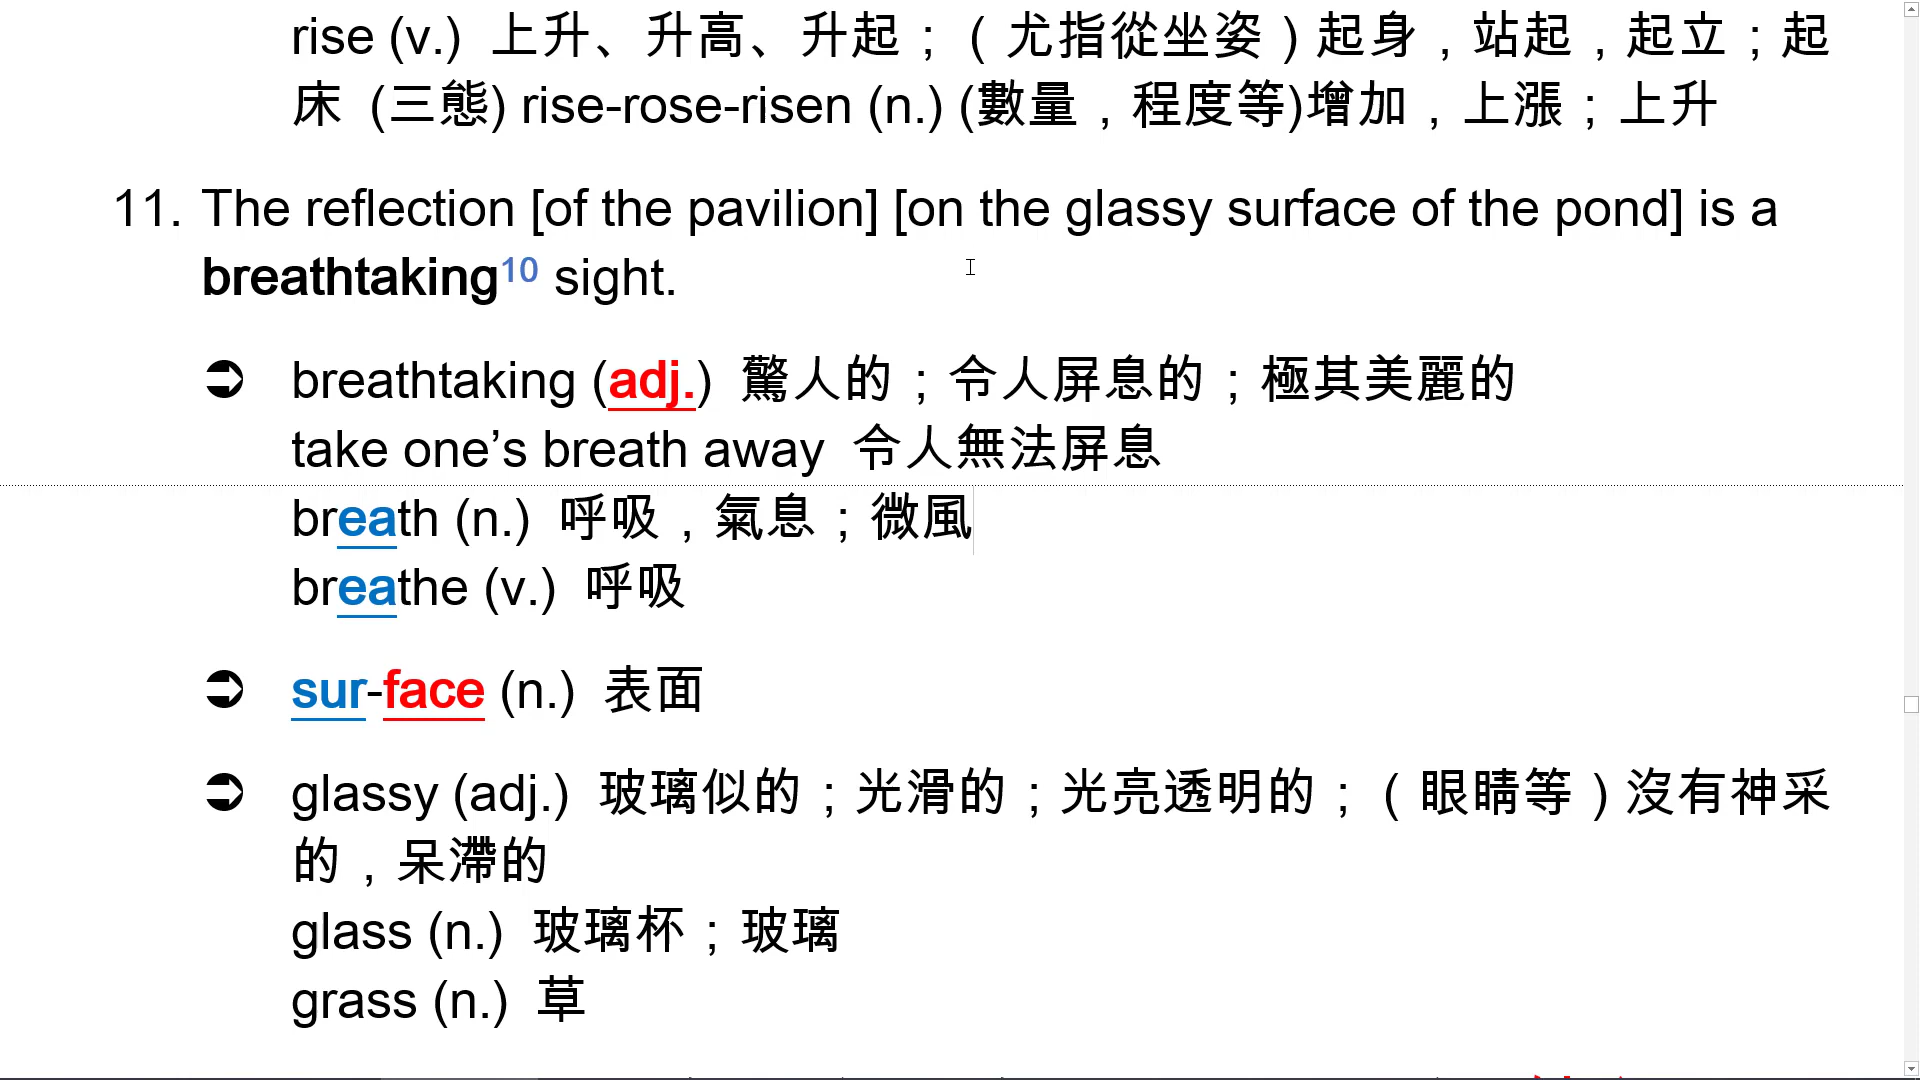 rise (v.) 上升、升高、升起；（尤指從坐姿）起身，站起，起立；起
床 (三態) rise-rose-risen (n.) (數量，程度等)增加，上漲；上升
11. The reflection [of the pavilion] [on the glassy surface of the pond] is a
breathtaking10 sight.
➲ breathtaking (adj.) 驚人的；令人屏息的；極其美麗的
take one’s breath away 令人無法屏息
breath (n.) 呼吸，氣息；微風
breathe (v.) 呼吸
➲ sur-face (n.) 表面
➲ glassy (adj.) 玻璃似的；光滑的；光亮透明的；（眼睛等）沒有神采
的，呆滯的
glass (n.) 玻璃杯；玻璃
grass (n.) 草